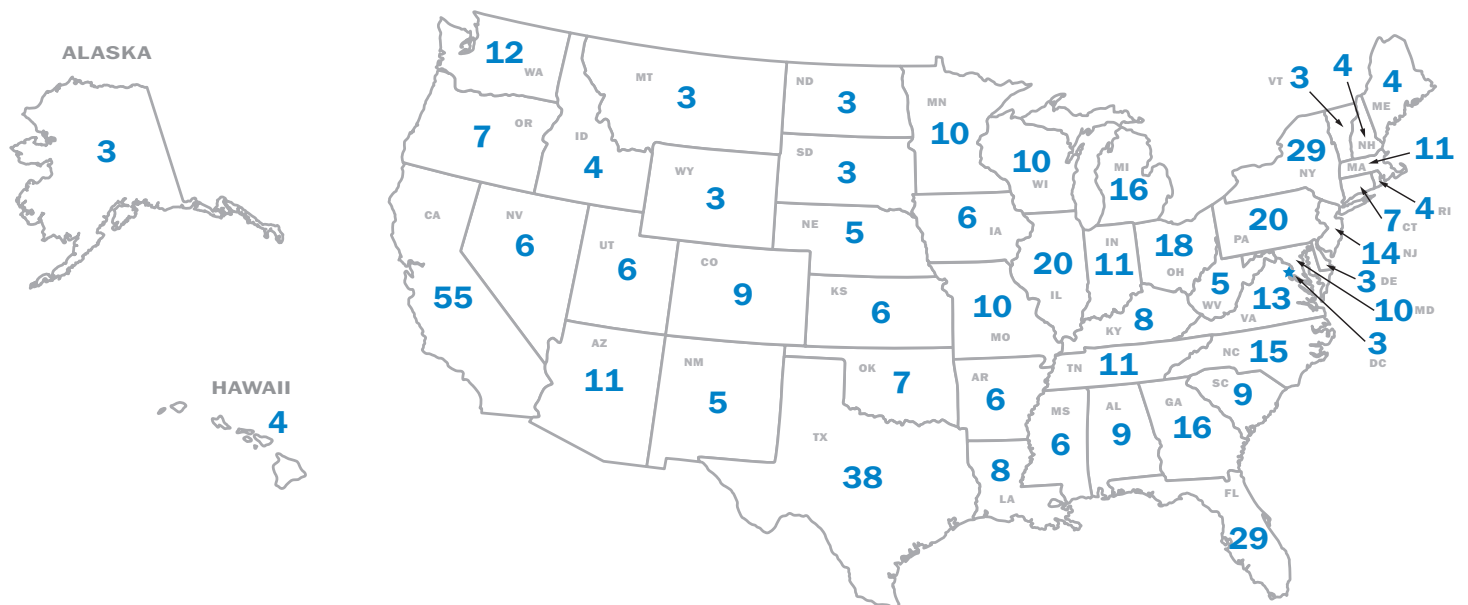 ALASKA
3
HAWAII
4
12
WA
7
OR
CA
55
NV
6
ID
4
MT
3
WY
3
UT
6
CO
9
AZ
11
NM
5
ND
3
SD
3
NE
5
KS
6
OK
7
TX
38
MN
10
6
IA
10
MO
AR
6
8
LA
10
WI
20
IL
MI
16
IN
11
18
OH
KY
8
TN
11
MS
6
AL
9
GA
16
FL
29
SC
9
NC
15
13
VA
5
WV
20
PA
29
NY
VT
3
4
NH
4
ME
MA
11
4
RI
7
CT
14
NJ
3
DE
10
MD
3
DC